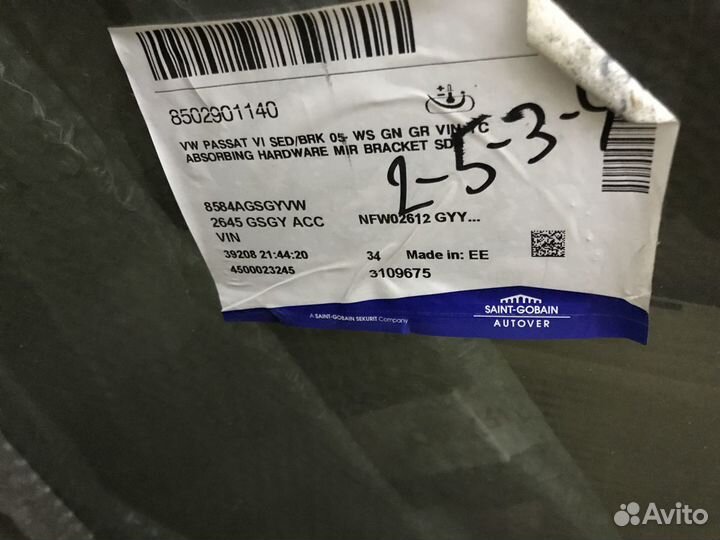 8502901140
VW PASSAT VI SED/BRK 05- WS GN GR VIN TC
ABSORBING HARDWARE MIR BRACKET SD
2-5-3-4
8584AGSGYVW
2645 GSGY ACC
VIN
NFW02612 GYY...
39208 21:44:20
34
Made in: EE
4500023245
3109675
A SAINT-GOBAIN SEKURIT Company
SAINT-GOBAIN
AUTOVER
Avito